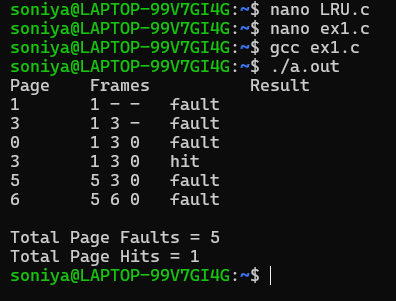 soniya@LAPTOP-99V7GI4G:~$ nano LRU.c
soniya@LAPTOP-99V7GI4G:~$ nano ex1.c
soniya@LAPTOP-99V7GI4G:~$ gcc ex1.c
soniya@LAPTOP-99V7GI4G:~$ ./a.out
Page    Frames          Result
1       1 - -   fault
3       1 3 -   fault
0       1 3 0   fault
3       1 3 0   hit
5       5 3 0   fault
6       5 6 0   fault

Total Page Faults = 5
Total Page Hits = 1
soniya@LAPTOP-99V7GI4G:~$